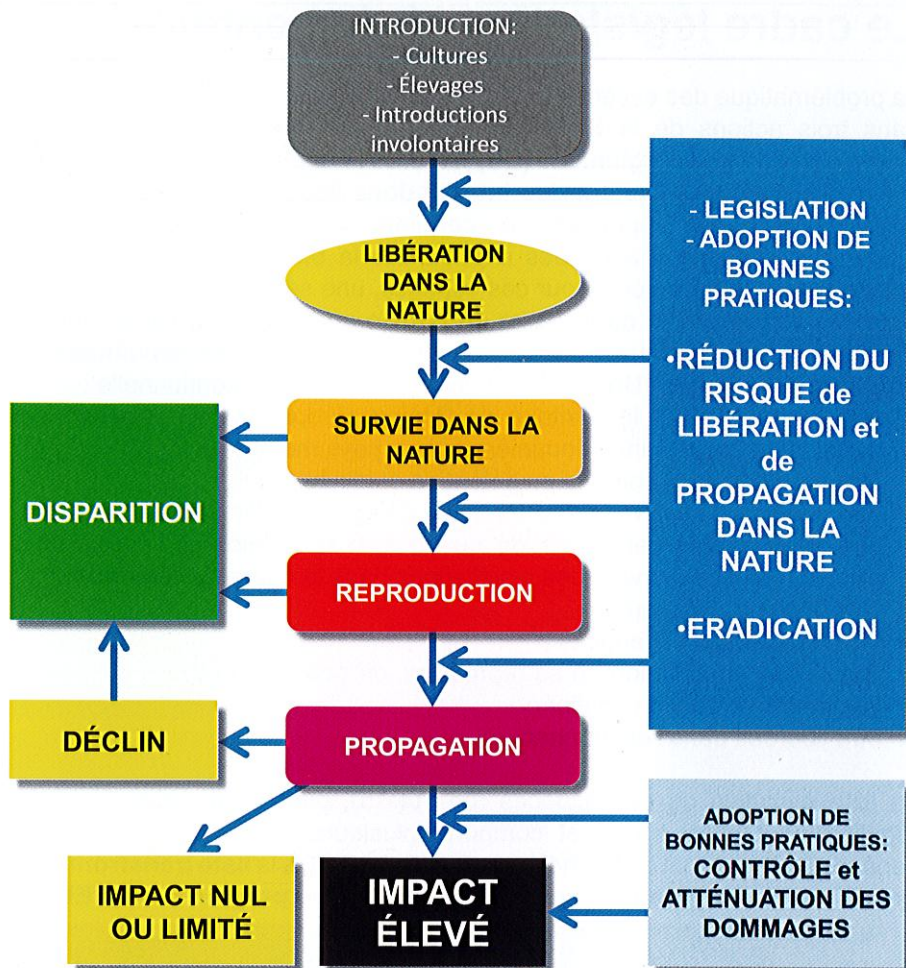 INTRODUCTION:
- Cultures
- Élevages
- Introductions
involontaires
LIBÉRATION
DANS LA
NATURE
- LEGISLATION
- ADOPTION DE
BONNES
PRATIQUES:
•RÉDUCTION DU
RISQUE de
LIBÉRATION et
de
PROPAGATION
DANS LA
NATURE
•ERADICATION
SURVIE DANS LA
NATURE
DISPARITION
REPRODUCTION
DÉCLIN
PROPAGATION
IMPACT NUL
OU LIMITÉ
IMPACT
ÉLEVÉ
ADOPTION DE
BONNES PRATIQUES:
CONTRÔLE et
ATTÉNUATION DES
DOMMAGES